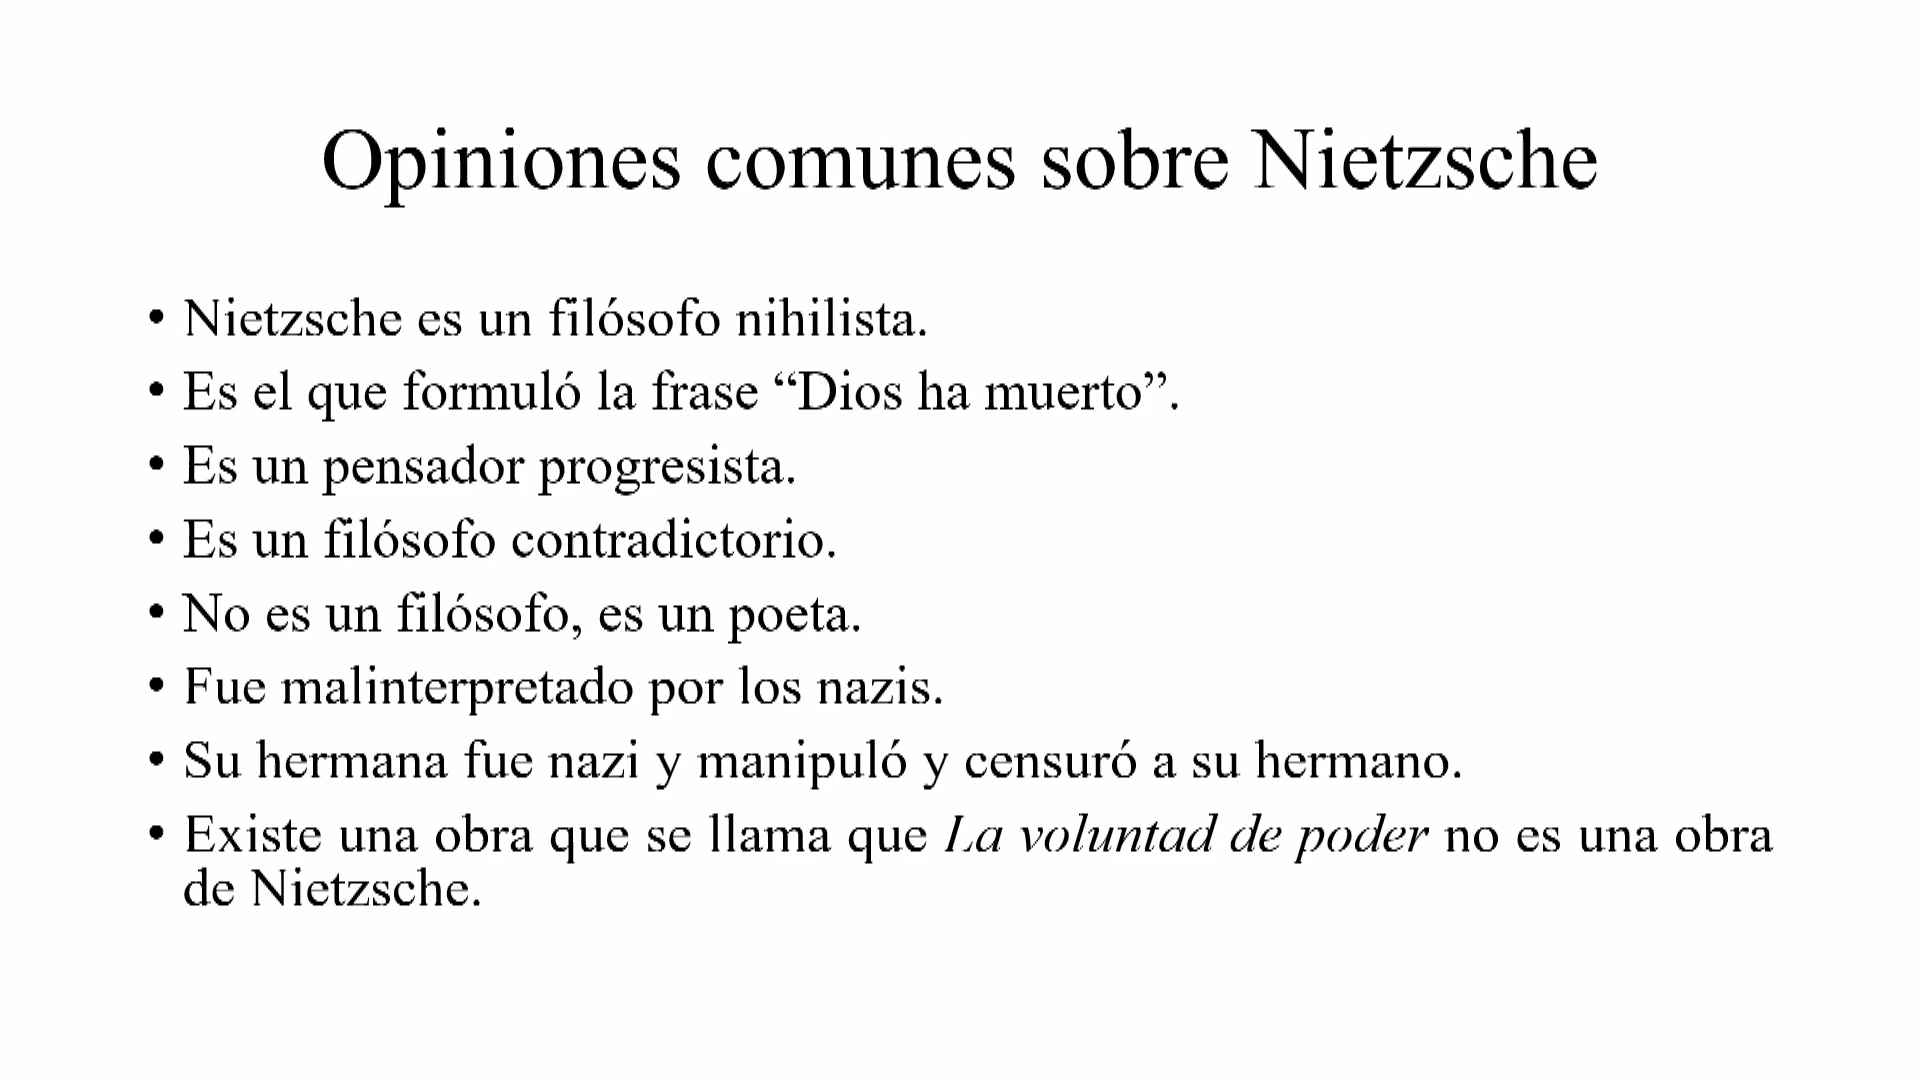 Opiniones comunes sobre Nietzsche
• Nietzsche es un filósofo nihilista.
• Es el que formuló la frase “Dios ha muerto”.
• Es un pensador progresista.
• Es un filósofo contradictorio.
• No es un filósofo, es un poeta.
• Fue malinterpretado por los nazis.
• Su hermana fue nazi y manipuló y censuró a su hermano.
• Existe una obra que se llama que La voluntad de poder no es una obra
de Nietzsche.